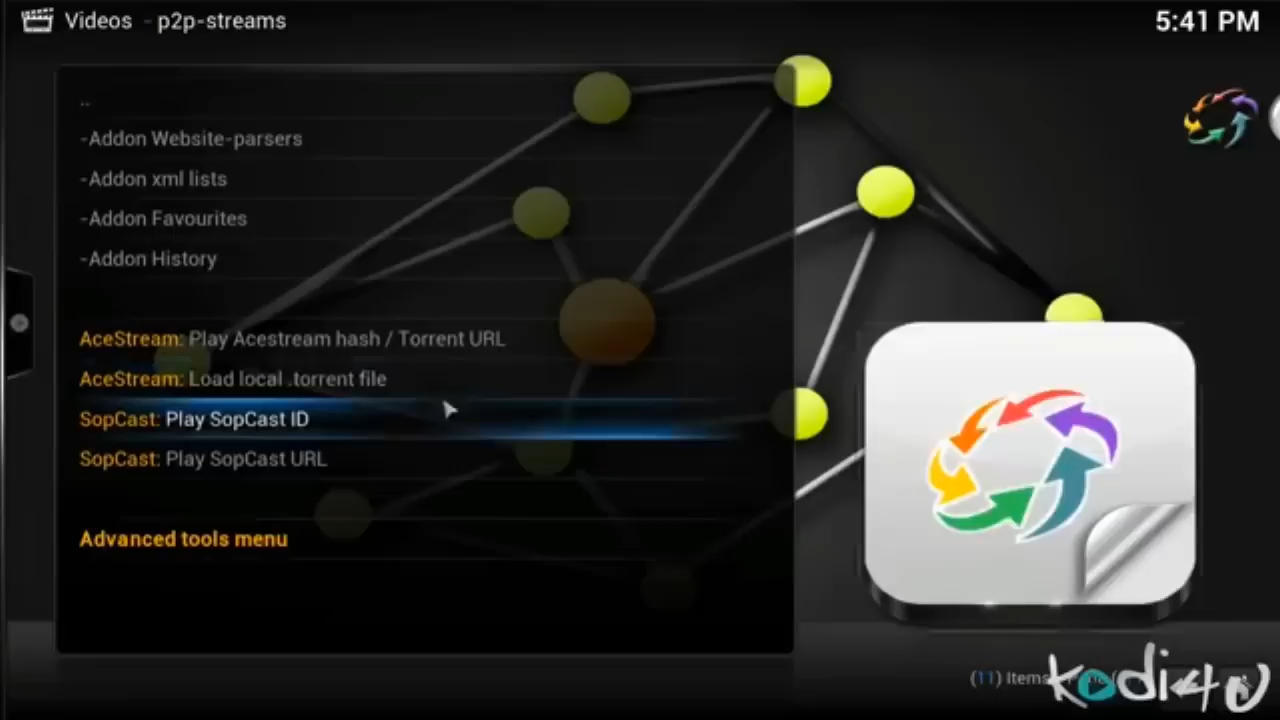 Videos - p2p-streams
5:41 PM
..
-Addon Website-parsers
-Addon xml lists
-Addon Favourites
-Addon History
AceStream: Play Acestream hash / Torrent URL
AceStream: Load local .torrent file
SopCast: Play SopCast ID
SopCast: Play SopCast URL
Advanced tools menu
(11) Items
kodi4U